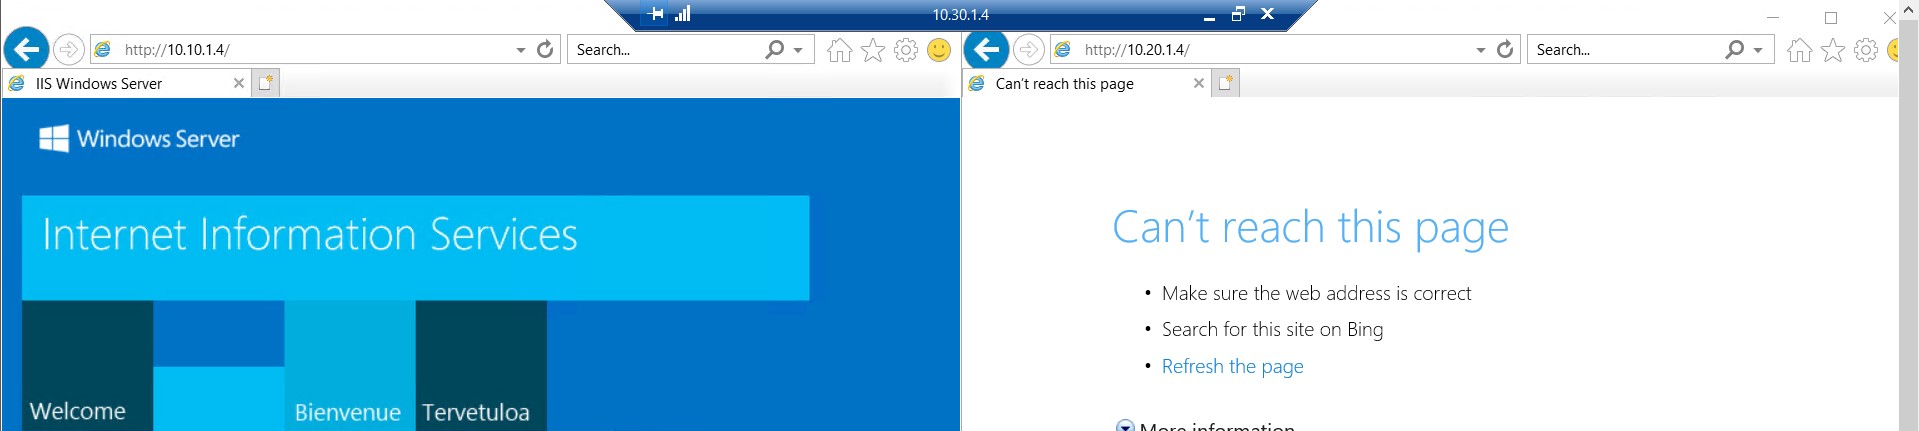 10.30.1.4
http://10.10.1.4/
Search...
IIS Windows Server
Windows Server
Internet Information Services
Welcome
Bienvenue
Tervetuloa
http://10.20.1.4/
Search...
Can't reach this page
Can't reach this page
• Make sure the web address is correct
• Search for this site on Bing
• Refresh the page
More information